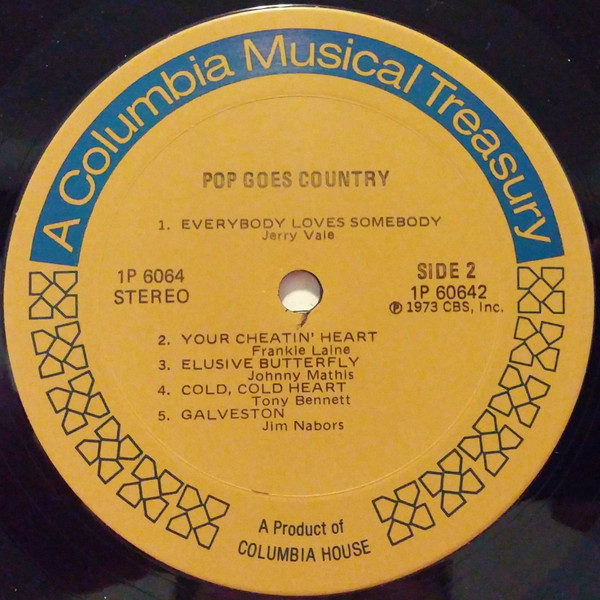 A Columbia Musical Treasury
POP GOES COUNTRY
1. EVERYBODY LOVES SOMEBODY
Jerry Vale
1P 6064
STEREO
SIDE 2
1P 60642
℗ 1973 CBS, Inc.
2. YOUR CHEATIN' HEART
Frankie Laine
3. ELUSIVE BUTTERFLY
Johnny Mathis
4. COLD, COLD HEART
Tony Bennett
5. GALVESTON
Jim Nabors
A Product of
COLUMBIA HOUSE